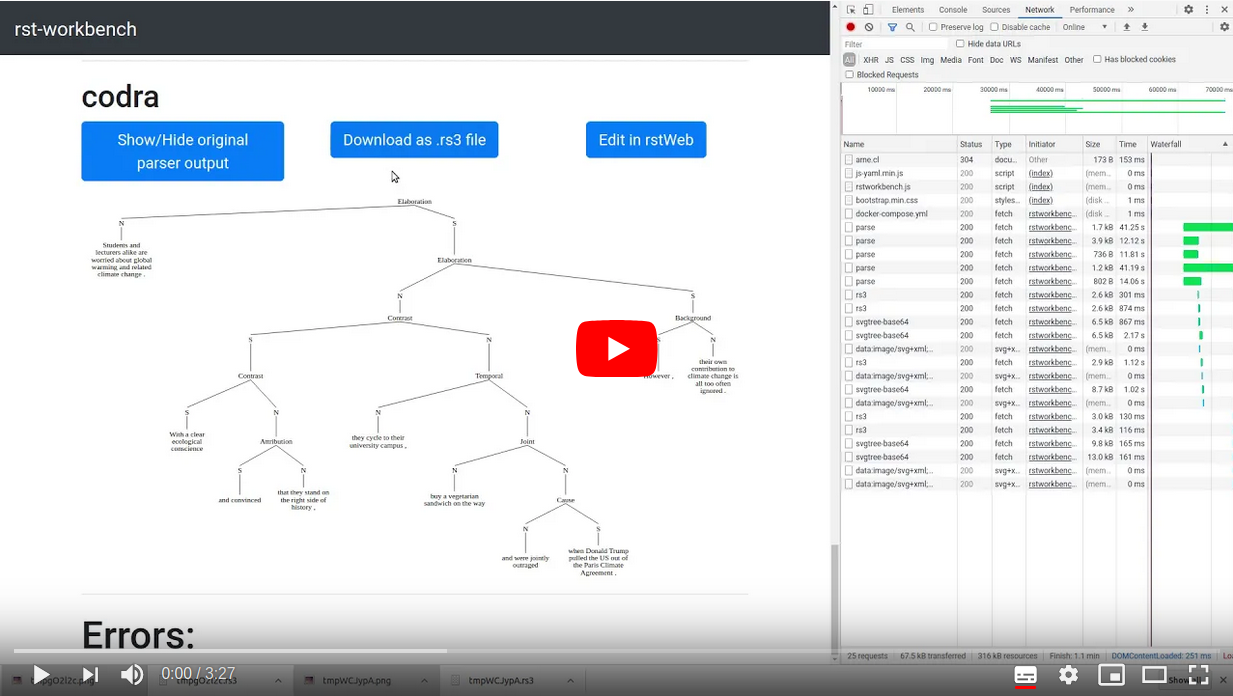 rst-workbench
codra
Show/Hide original
parser output
Download as .rs3 file
Edit in rstWeb
Elaboration
N
S
Students and
lecturers alike are
worried about global
warming and related
climate change .
Elaboration
N
S
Contrast
Background
S
N
N
Contrast
Temporal
However ,
their own
contribution to
climate change is
all too often
ignored .
S
N
N
N
With a clear
ecological
conscience
Attribution
they cycle to their
university campus ,
Joint
S
N
N
N
and convinced
that they stand on
the right side of
history ,
buy a vegetarian
sandwich on the way
Cause
N
S
and were jointly
outraged
when Donald Trump
pulled the US out of
the Paris Climate
Agreement .
Errors:
0:00 / 3:27
tmpWCJypA.png
tmpWCJypA.rs3
Elements Console Sources Network Performance »
Preserve log Disable cache Online
Filter Hide data URLs
All XHR JS CSS Img Media Font Doc WS Manifest Other Has blocked cookies
Blocked Requests
10000 ms 20000 ms 30000 ms 40000 ms 50000 ms 60000 ms 70000 ms
Name Status Type Initiator Size Time Waterfall
arne.cl 304 docu... Other 173 B 153 ms
js-yaml.min.js 200 script (index) (mem... 0 ms
rstworkbench.js 200 script (index) (mem... 0 ms
bootstrap.min.css 200 styles... (index) (disk ... 1 ms
docker-compose.yml 200 fetch rstworkbenc... (disk ... 1 ms
parse 200 fetch rstworkbenc... 1.7 kB 41.25 s
parse 200 fetch rstworkbenc... 3.9 kB 12.12 s
parse 200 fetch rstworkbenc... 736 B 11.81 s
parse 200 fetch rstworkbenc... 1.2 kB 41.19 s
parse 200 fetch rstworkbenc... 802 B 14.06 s
rs3 200 fetch rstworkbenc... 2.6 kB 301 ms
rs3 200 fetch rstworkbenc... 2.6 kB 874 ms
svgtree-base64 200 fetch rstworkbenc... 6.5 kB 867 ms
svgtree-base64 200 fetch rstworkbenc... 6.5 kB 2.17 s
data:image/svg+xml;... 200 svg+x... rstworkbenc... (mem... 0 ms
rs3 200 fetch rstworkbenc... 2.9 kB 1.12 s
data:image/svg+xml;... 200 svg+x... rstworkbenc... (mem... 0 ms
svgtree-base64 200 fetch rstworkbenc... 8.7 kB 1.02 s
data:image/svg+xml;... 200 svg+x... rstworkbenc... (mem... 0 ms
rs3 200 fetch rstworkbenc... 3.0 kB 130 ms
rs3 200 fetch rstworkbenc... 3.4 kB 116 ms
svgtree-base64 200 fetch rstworkbenc... 9.8 kB 165 ms
svgtree-base64 200 fetch rstworkbenc... 13.0 kB 161 ms
data:image/svg+xml;... 200 svg+x... rstworkbenc... (mem... 0 ms
data:image/svg+xml;... 200 svg+x... rstworkbenc... (mem... 0 ms
25 requests 67.5 kB transferred 316 kB resources Finish: 1.1 min DOMContentLoaded: 251 ms